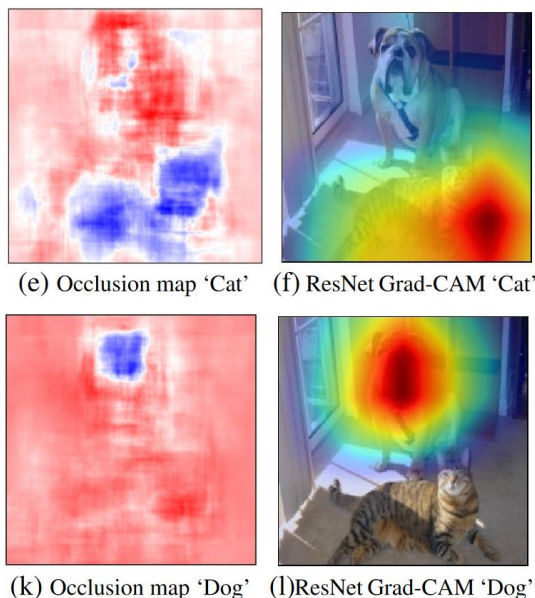 (e) Occlusion map ‘Cat’
(f) ResNet Grad-CAM ‘Cat’
(k) Occlusion map ‘Dog’
(l)ResNet Grad-CAM ‘Dog’